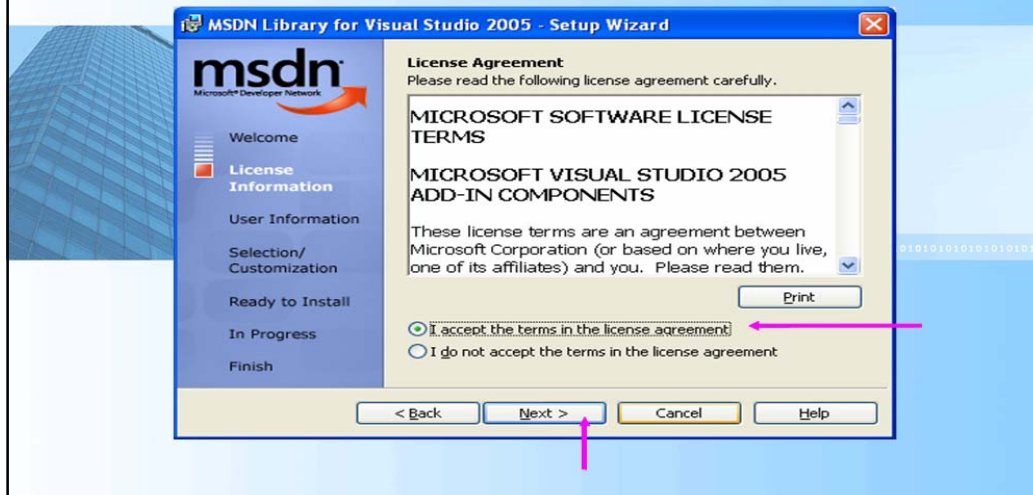 MSDN Library for Visual Studio 2005 - Setup Wizard
msdn
Microsoft® Developer Network
Welcome
License
Information
User Information
Selection/
Customization
Ready to Install
In Progress
Finish
License Agreement
Please read the following license agreement carefully.
MICROSOFT SOFTWARE LICENSE
TERMS
MICROSOFT VISUAL STUDIO 2005
ADD-IN COMPONENTS
These license terms are an agreement between
Microsoft Corporation (or based on where you live,
one of its affiliates) and you.  Please read them.
Print
I accept the terms in the license agreement
I do not accept the terms in the license agreement
< Back
Next >
Cancel
Help